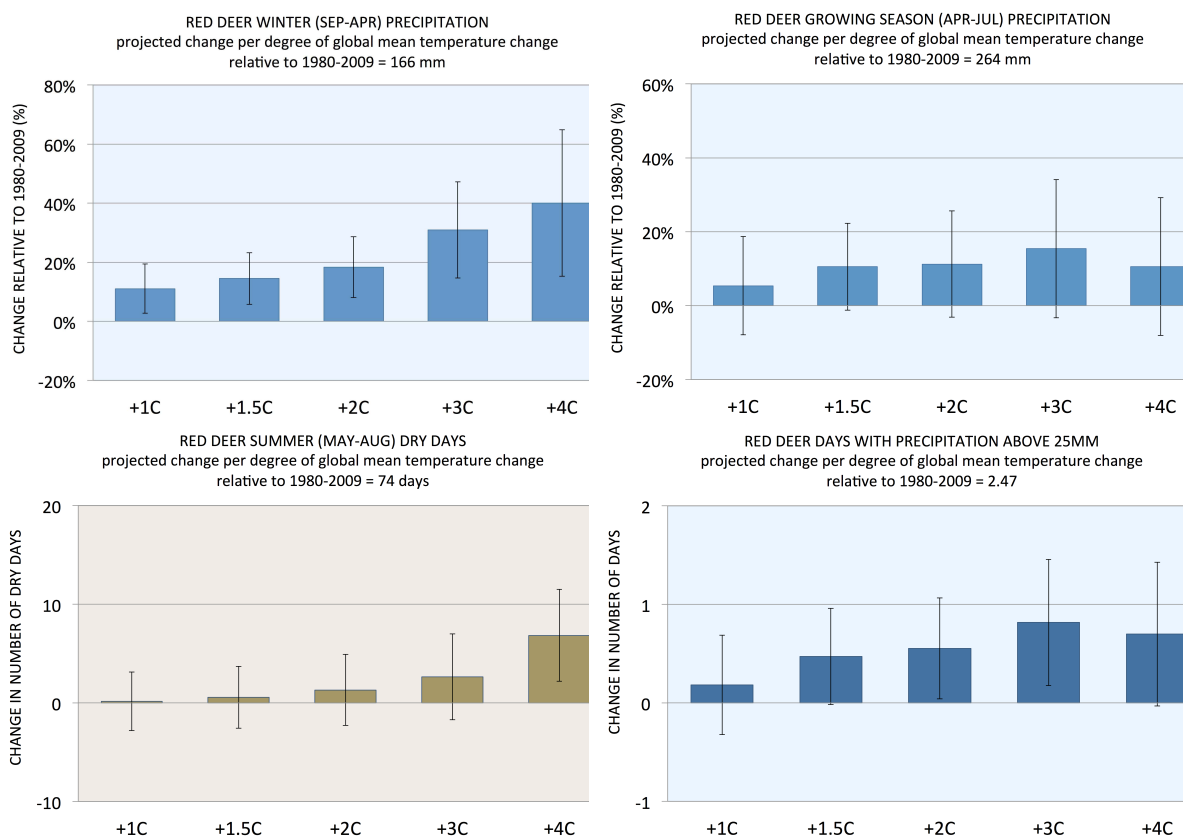 RED DEER WINTER (SEP-APR) PRECIPITATION
projected change per degree of global mean temperature change
relative to 1980-2009 = 166 mm
CHANGE RELATIVE TO 1980-2009 (%)
80%
60%
40%
20%
0%
-20%
+1C +1.5C +2C +3C +4C
RED DEER GROWING SEASON (APR-JUL) PRECIPITATION
projected change per degree of global mean temperature change
relative to 1980-2009 = 264 mm
CHANGE RELATIVE TO 1980-2009 (%)
60%
40%
20%
0%
-20%
+1C +1.5C +2C +3C +4C
RED DEER SUMMER (MAY-AUG) DRY DAYS
projected change per degree of global mean temperature change
relative to 1980-2009 = 74 days
CHANGE IN NUMBER OF DRY DAYS
20
10
0
-10
+1C +1.5C +2C +3C +4C
RED DEER DAYS WITH PRECIPITATION ABOVE 25MM
projected change per degree of global mean temperature change
relative to 1980-2009 = 2.47
CHANGE IN NUMBER OF DAYS
2
1
0
-1
+1C +1.5C +2C +3C +4C